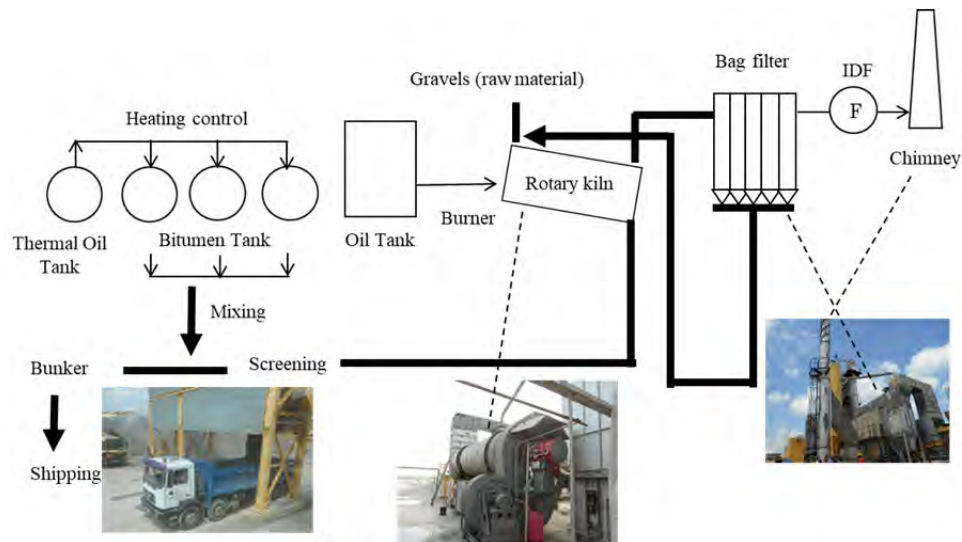 Gravels (raw material)
Bag filter
IDF
F
Chimney
Heating control
Rotary kiln
Burner
Oil Tank
Thermal Oil
Tank
Bitumen Tank
Mixing
Bunker
Screening
Shipping